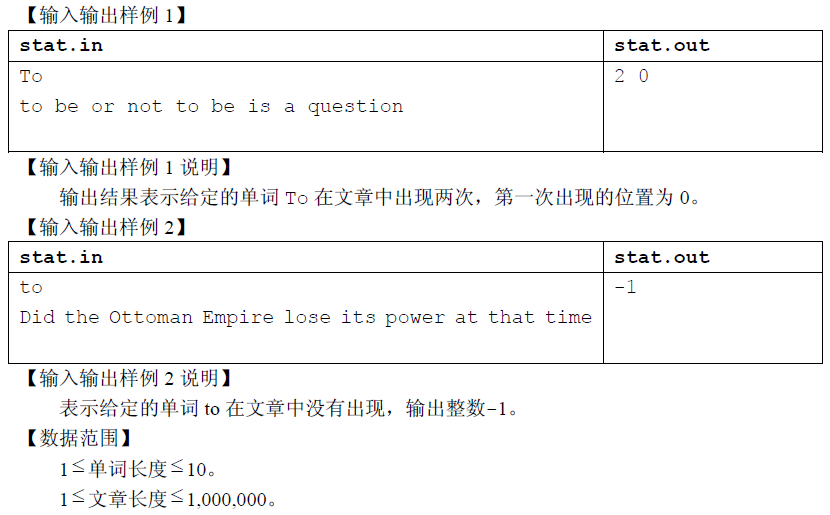 【输入输出样例 1】
stat.in stat.out
To 2 0
to be or not to be is a question
【输入输出样例 1 说明】
输出结果表示给定的单词 To 在文章中出现两次，第一次出现的位置为 0。
【输入输出样例 2】
stat.in stat.out
to -1
Did the Ottoman Empire lose its power at that time
【输入输出样例 2 说明】
表示给定的单词 to 在文章中没有出现，输出整数-1。
【数据范围】
1≦单词长度≦10。
1≦文章长度≦1,000,000。